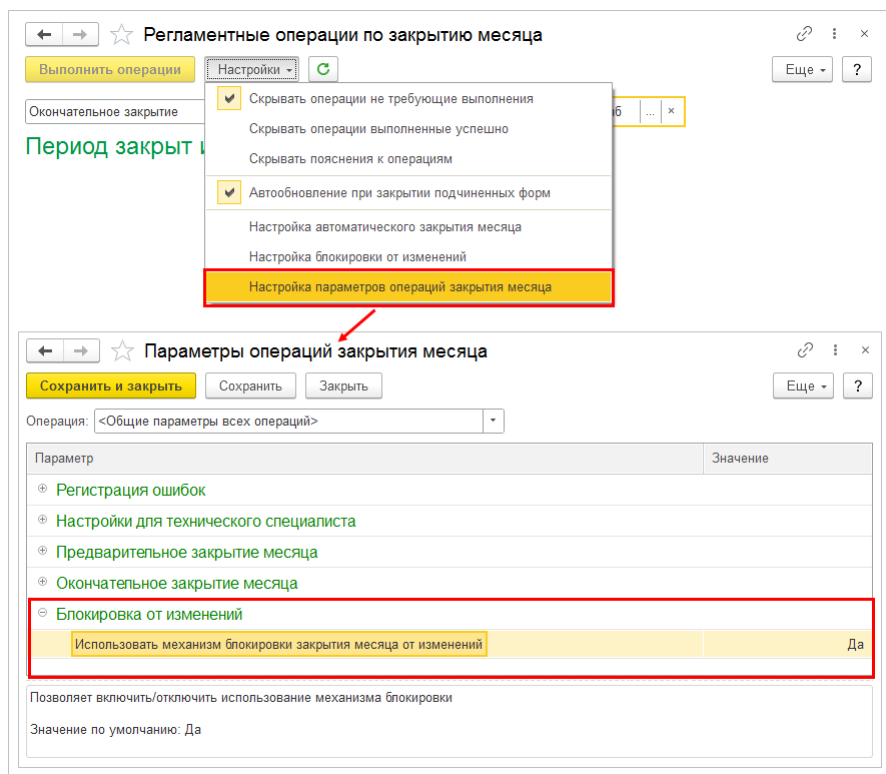 Регламентные операции по закрытию месяца
Выполнить операции Настройки Еще ?
Скрывать операции не требующие выполнения
Окончательное закрытие ... ×
Скрывать операции выполненные успешно
Период закрыт
Скрывать пояснения к операциям
Автообновление при закрытии подчиненных форм
Настройка автоматического закрытия месяца
Настройка блокировки от изменений
Настройка параметров операций закрытия месяца
Параметры операций закрытия месяца
Сохранить и закрыть Сохранить Закрыть Еще ?
Операция: <Общие параметры всех операций>
Параметр Значение
Регистрация ошибок
Настройки для технического специалиста
Предварительное закрытие месяца
Окончательное закрытие месяца
Блокировка от изменений
Использовать механизм блокировки закрытия месяца от изменений Да
Позволяет включить/отключить использование механизма блокировки
Значение по умолчанию: Да